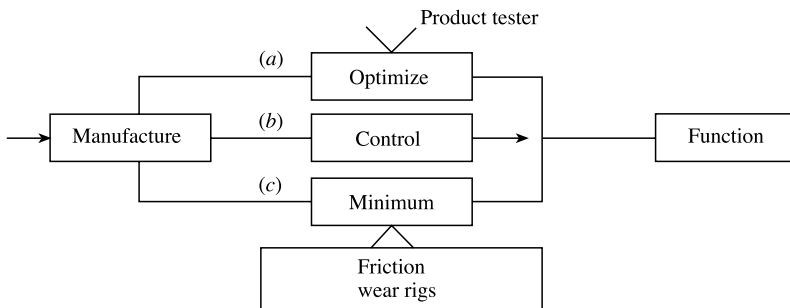 Product tester
(a)
Optimize
Manufacture
(b)
Control
Function
(c)
Minimum
Friction
wear rigs